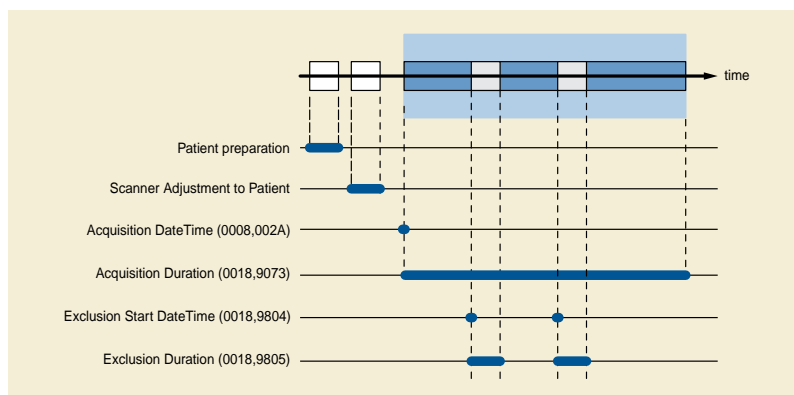 time
Patient preparation
Scanner Adjustment to Patient
Acquisition DateTime (0008,002A)
Acquisition Duration (0018,9073)
Exclusion Start DateTime (0018,9804)
Exclusion Duration (0018,9805)